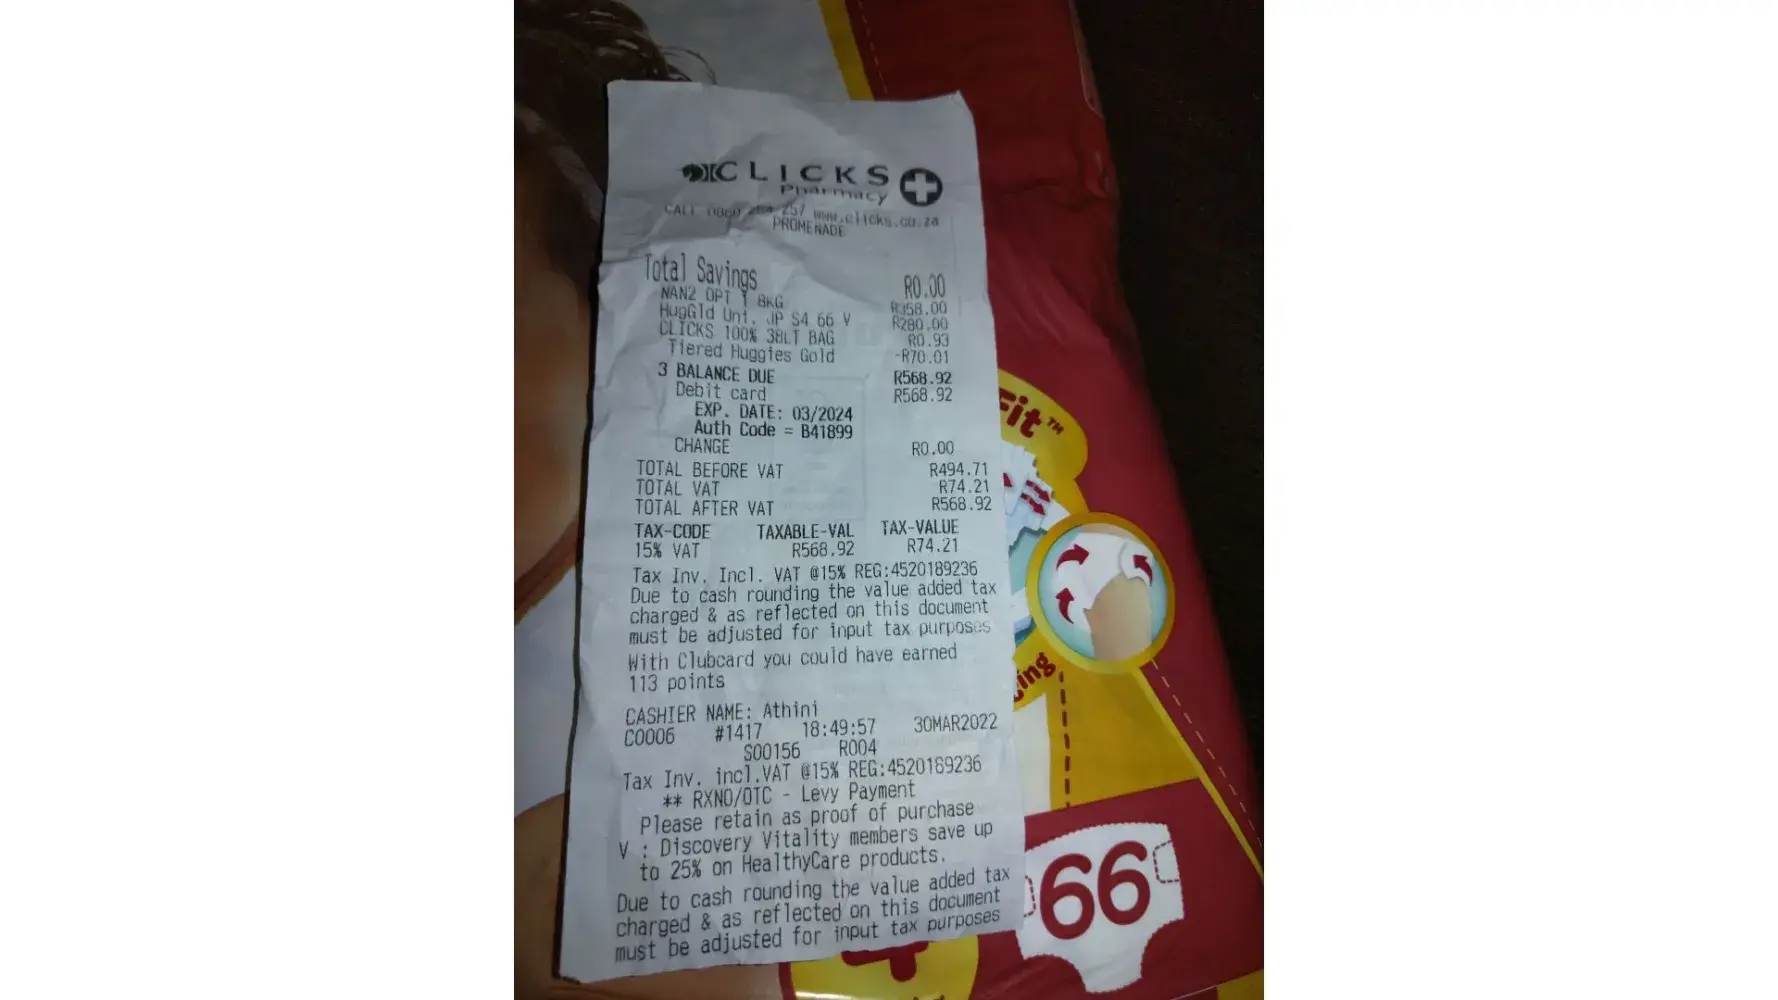 CLICKS
Pharmacy
CALL 0860 254 257 www.clicks.co.za
PROMENADE
Total Savings R0.00
NAN2 OPT 1 8KG R358.00
HugGld Uni. JP S4 66 V R280.00
CLICKS 100% 38LT BAG R0.93
Tiered Huggies Gold -R70.01
3 BALANCE DUE R568.92
Debit card R568.92
EXP. DATE: 03/2024
Auth Code = B41899
CHANGE R0.00
TOTAL BEFORE VAT R494.71
TOTAL VAT R74.21
TOTAL AFTER VAT R568.92
TAX-CODE TAXABLE-VAL TAX-VALUE
15% VAT R568.92 R74.21
Tax Inv. Incl. VAT @15% REG:4520189236
Due to cash rounding the value added tax
charged & as reflected on this document
must be adjusted for input tax purposes
With Clubcard you could have earned
113 points
CASHIER NAME: Athini
C0006 #1417 18:49:57 30MAR2022
S00156 R004
Tax Inv. incl.VAT @15% REG:4520189236
** RXNO/OTC - Levy Payment
Please retain as proof of purchase
V : Discovery Vitality members save up
to 25% on HealthyCare products.
Due to cash rounding the value added tax
charged & as reflected on this document
must be adjusted for input tax purposes
Fit™
66